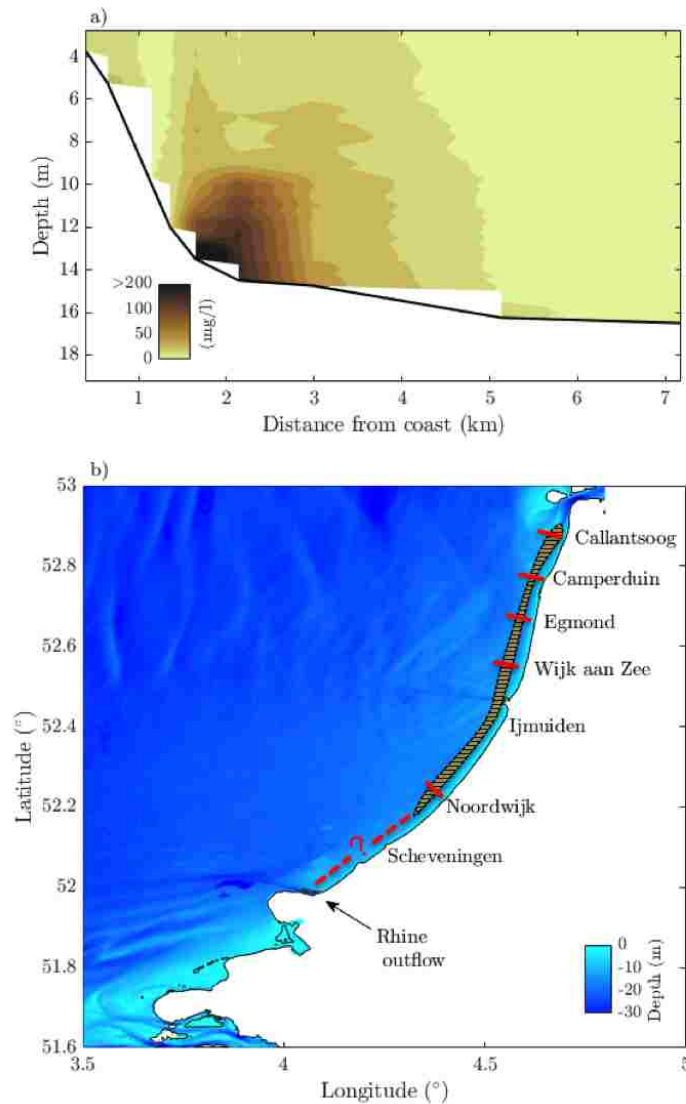 a)
4
6
8
10
12
14
16
18
Depth (m)
>200
100
50
0
(mg/l)
1
2
3
4
5
6
7
Distance from coast (km)
b)
53
52.8
52.6
52.4
52.2
52
51.8
51.6
Latitude (°)
Callantsoog
Camperduin
Egmond
Wijk aan Zee
Ijmuiden
Noordwijk
?
Scheveningen
Rhine
outflow
0
-10
-20
-30
Depth (m)
3.5
4
4.5
5
Longitude (°)